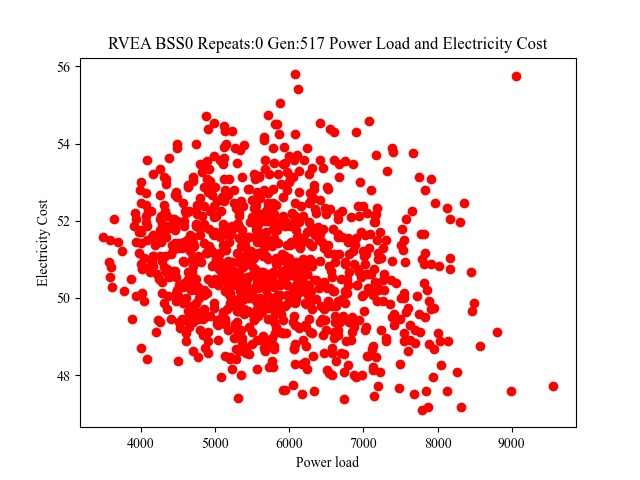 RVEA BSS0 Repeats:0 Gen:517 Power Load and Electricity Cost
56
54
52
50
48
Electricity Cost
4000 5000 6000 7000 8000 9000
Power load